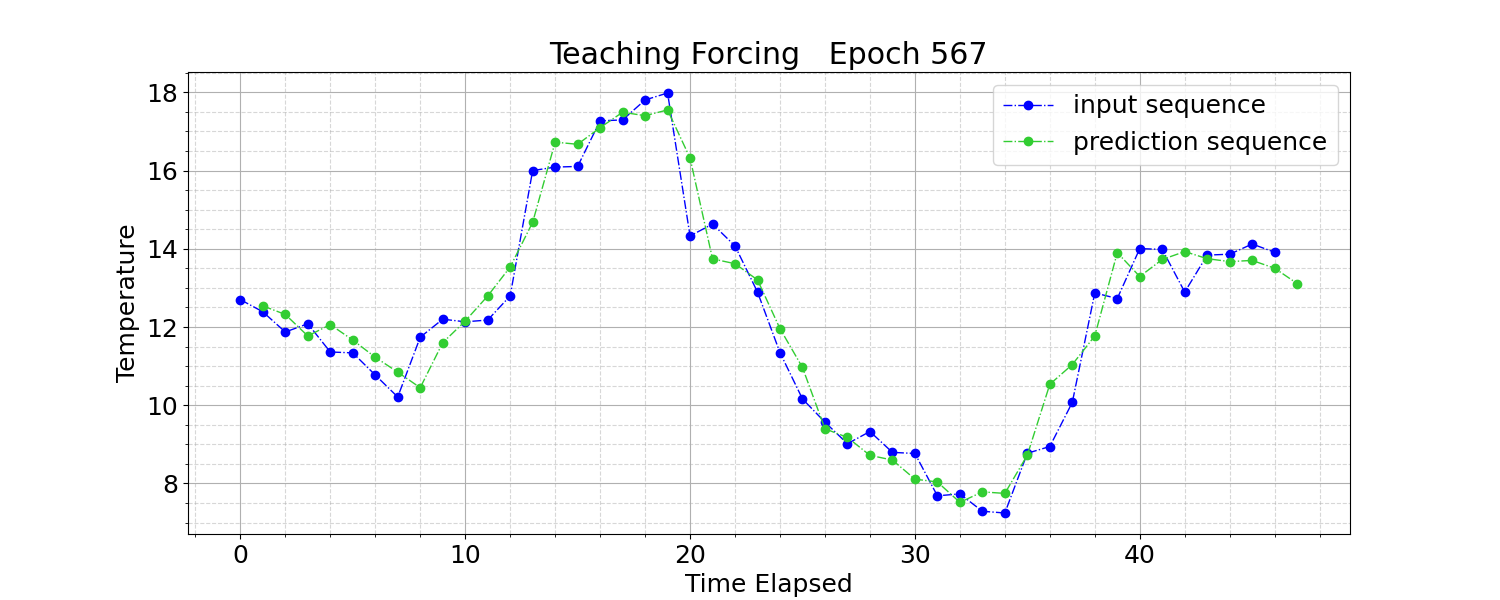 Teaching Forcing   Epoch 567
18
16
14
12
10
8
Temperature
input sequence
prediction sequence
0 10 20 30 40
Time Elapsed